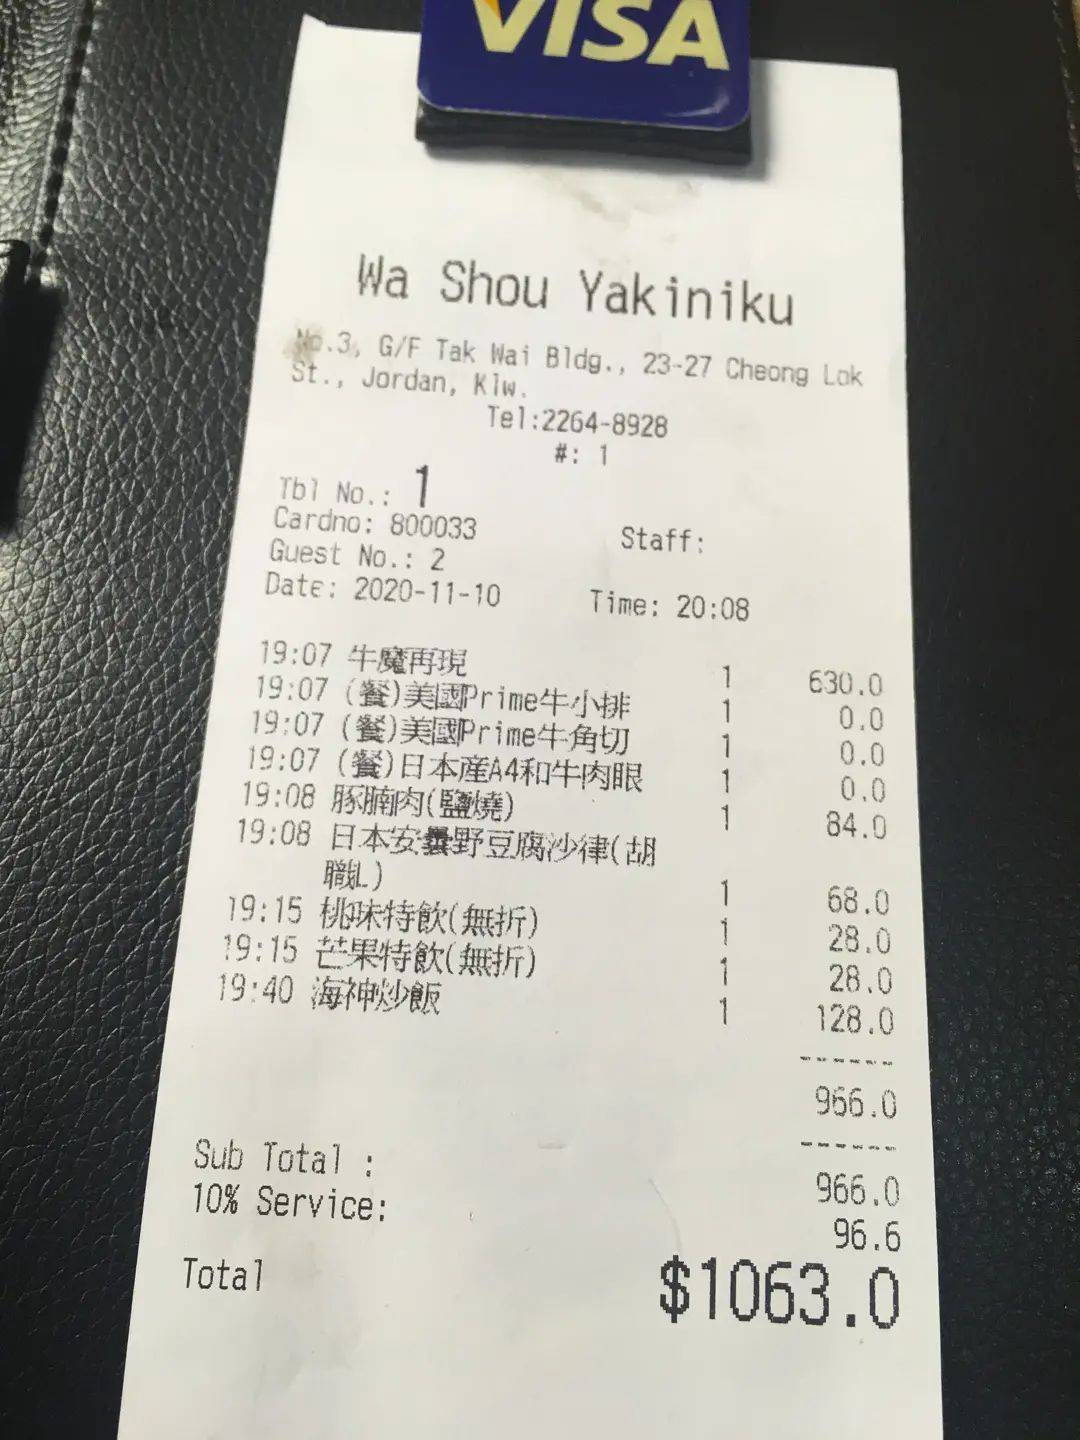 VISA
Wa Shou Yakiniku
No.3, G/F Tak Wai Bldg., 23-27 Cheong Lok
St., Jordan, Klw.
Tel:2264-8928
#: 1
Tbl No.: 1
Cardno: 800033 Staff:
Guest No.: 2
Date: 2020-11-10 Time: 20:08
19:07 牛魔再現 1 630.0
19:07 (餐)美國Prime牛小排 1 0.0
19:07 (餐)美國Prime牛角切 1 0.0
19:07 (餐)日本產A4和牛肉眼 1 0.0
19:08 豚腩肉(鹽燒) 1 84.0
19:08 日本安曇野豆腐沙律(胡
職L) 1 68.0
19:15 桃味特飲(無折) 1 28.0
19:15 芒果特飲(無折) 1 28.0
19:40 海神炒飯 1 128.0
------
966.0
------
Sub Total : 966.0
10% Service: 96.6
Total $1063.0